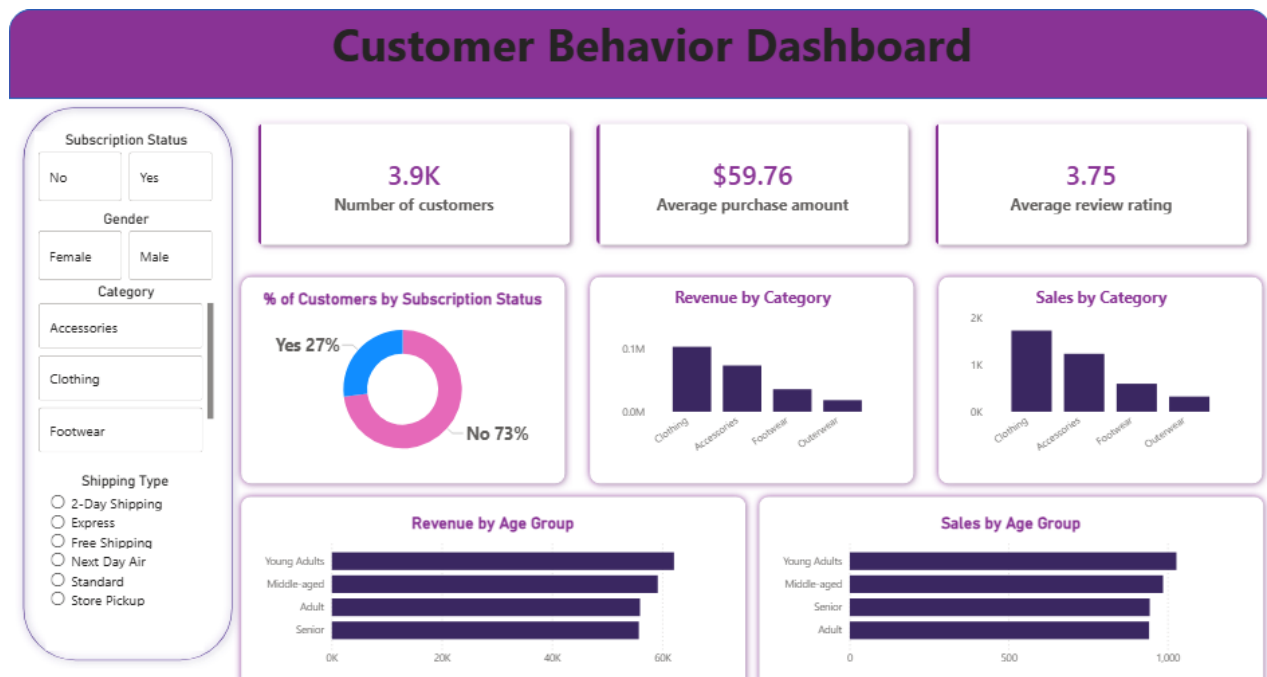 Customer Behavior Dashboard
Subscription Status
No
Yes
Gender
Female
Male
Category
Accessories
Clothing
Footwear
Shipping Type
2-Day Shipping
Express
Free Shipping
Next Day Air
Standard
Store Pickup
3.9K
Number of customers
$59.76
Average purchase amount
3.75
Average review rating
% of Customers by Subscription Status
Yes 27%
No 73%
Revenue by Category
0.1M
0.0M
Clothing
Accessories
Footwear
Outerwear
Sales by Category
2K
1K
0K
Clothing
Accessories
Footwear
Outerwear
Revenue by Age Group
Young Adults
Middle-aged
Adult
Senior
0K
20K
40K
60K
Sales by Age Group
Young Adults
Middle-aged
Senior
Adult
0
500
1,000